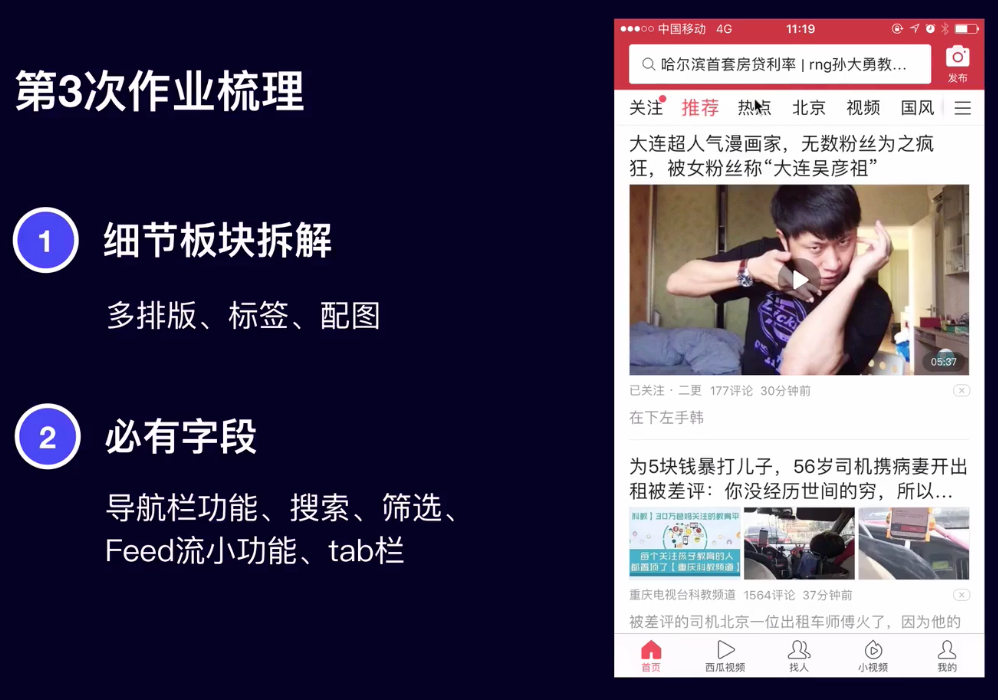 第3次作业梳理
1
细节板块拆解
多排版、标签、配图
2
必有字段
导航栏功能、搜索、筛选、
Feed流小功能、tab栏
中国移动 4G 11:19
哈尔滨首套房贷利率 | rng孙大勇教...
发布
关注 推荐 热点 北京 视频 国风
大连超人气漫画家，无数粉丝为之疯
狂，被女粉丝称“大连吴彦祖”
05:37
已关注 · 二更 177评论 30分钟前
在下左手韩
为5块钱暴打儿子，56岁司机携病妻开出
租被差评：你没经历世间的穷，所以...
科教】30万爸妈关注的教育平
每个关注孩子教育的人
都置顶了【重庆科教频道】
重庆电视台科教频道 1564评论 37分钟前
被差评的司机北京一位出租车师傅火了，因为他的
首页 西瓜视频 找人 小视频 我的